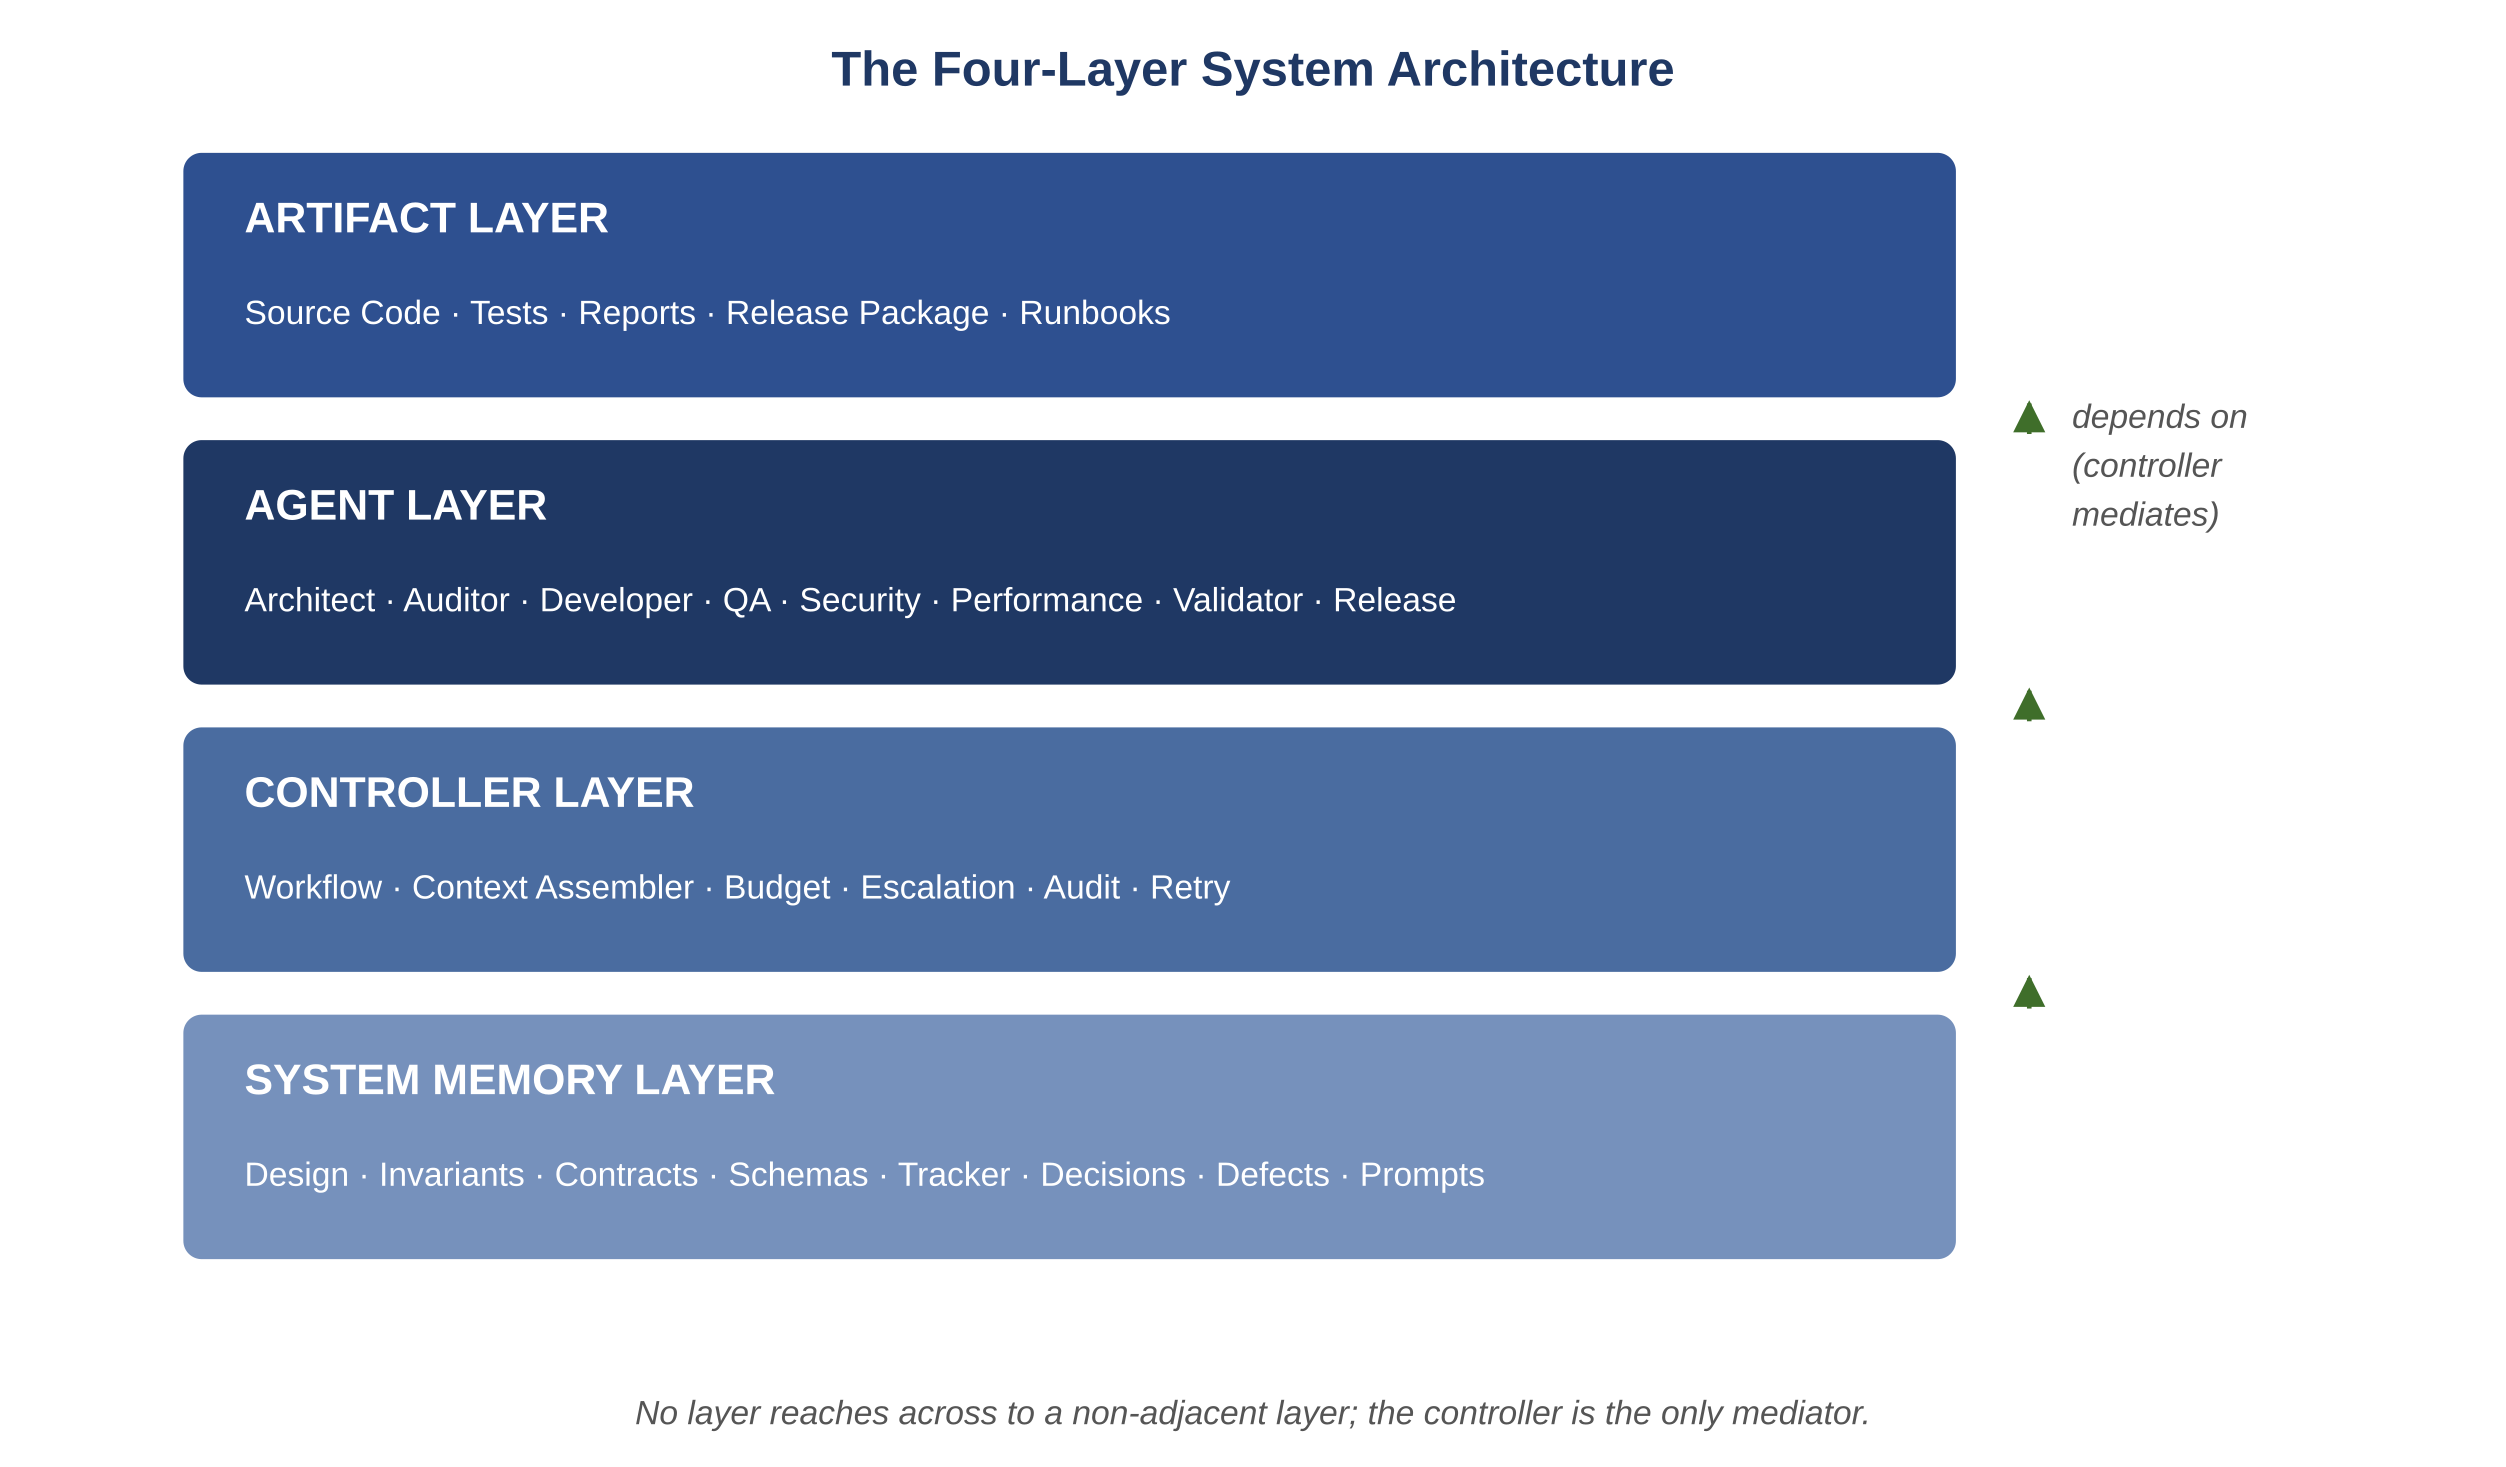 The Four-Layer System Architecture
ARTIFACT LAYER
Source Code · Tests · Reports · Release Package · Runbooks
depends on
(controller
mediates)
AGENT LAYER
Architect · Auditor · Developer · QA · Security · Performance · Validator · Release
CONTROLLER LAYER
Workflow · Context Assembler · Budget · Escalation · Audit · Retry
SYSTEM MEMORY LAYER
Design · Invariants · Contracts · Schemas · Tracker · Decisions · Defects · Prompts
No layer reaches across to a non-adjacent layer; the controller is the only mediator.